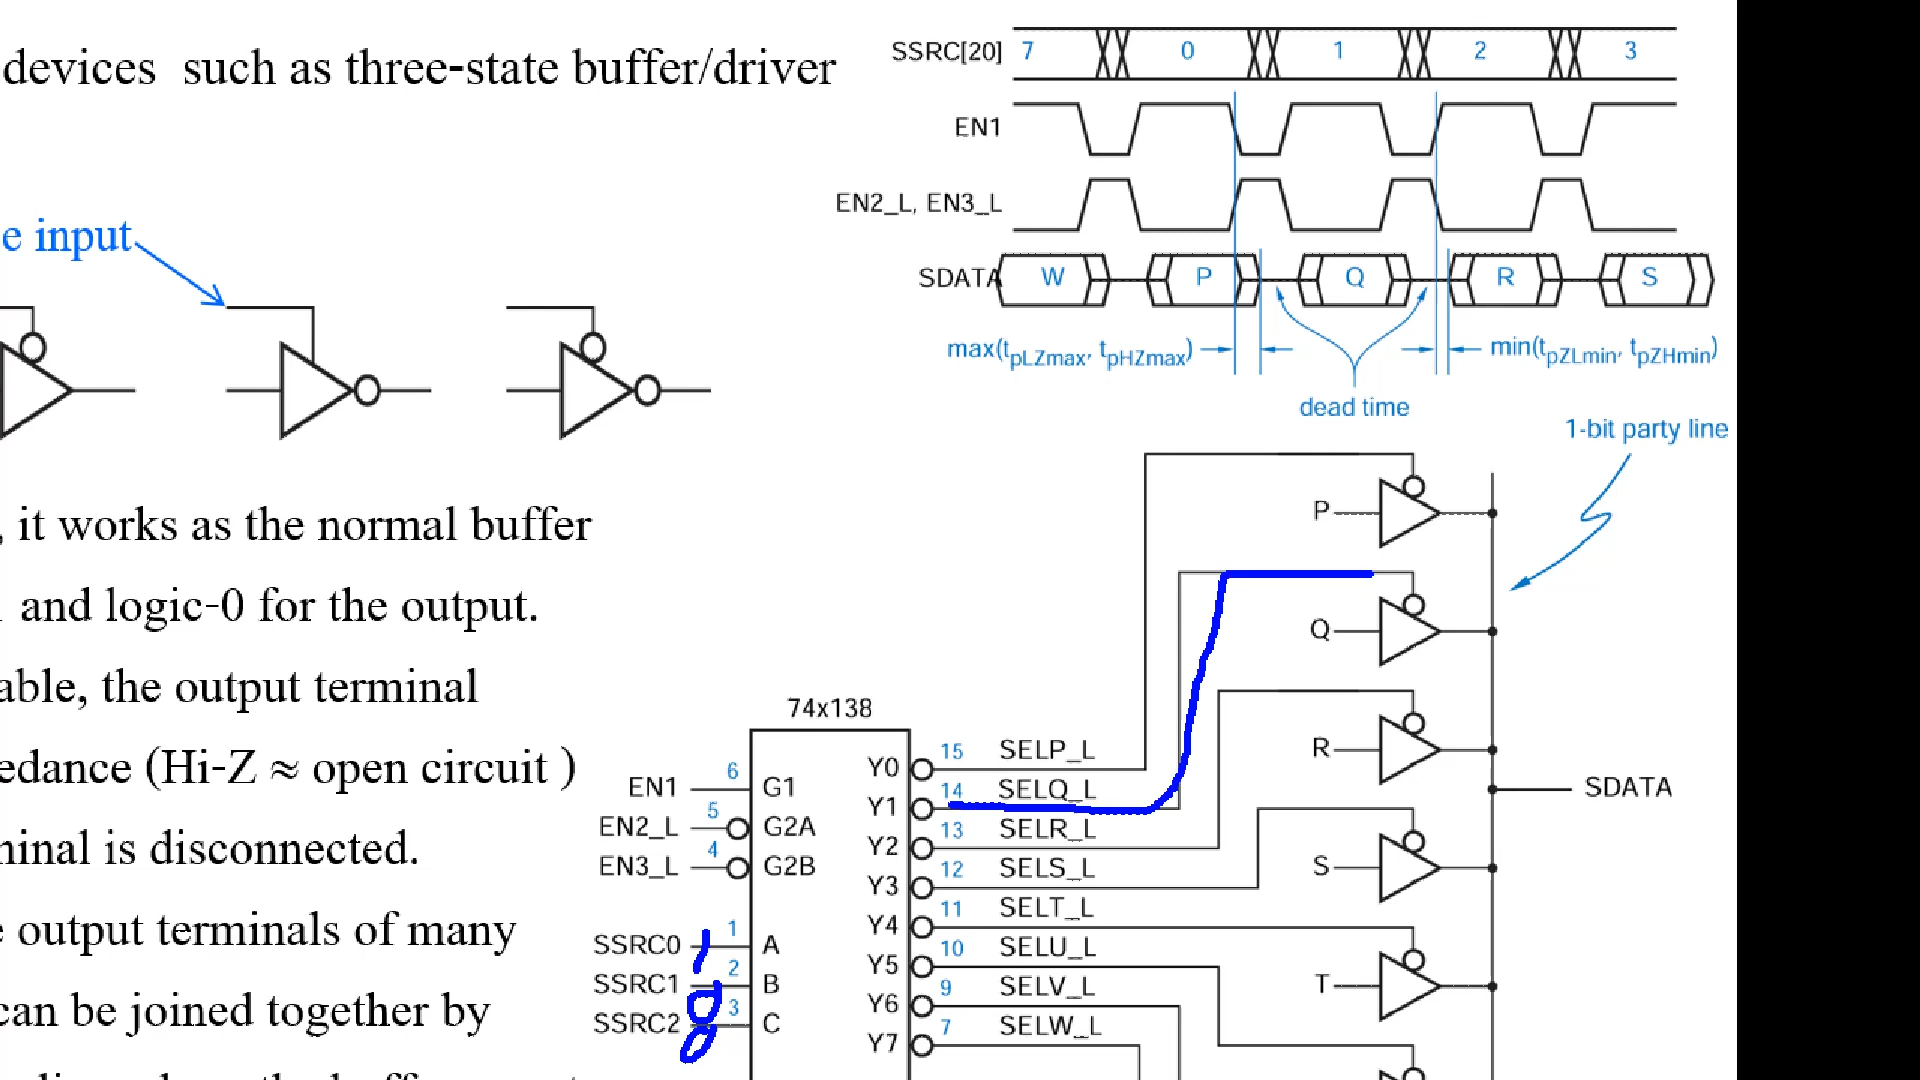 devices such as three-state buffer/driver
e input
, it works as the normal buffer
and logic-0 for the output.
able, the output terminal
edance (Hi-Z ≈ open circuit )
ninal is disconnected.
e output terminals of many
can be joined together by
SSRC[20] 7 0 1 2 3
EN1
EN2_L, EN3_L
SDATA W P Q R S
max(tpLZmax, tpHZmax)
min(tpZLmin, tpZHmin)
dead time
1-bit party line
P
Q
R
SDATA
S
T
74x138
EN1 6 G1
EN2_L 5 G2A
EN3_L 4 G2B
SSRC0 1 1 A
SSRC1 0 2 B
SSRC2 0 3 C
Y0 15 SELP_L
Y1 14 SELQ_L
Y2 13 SELR_L
Y3 12 SELS_L
Y4 11 SELT_L
Y5 10 SELU_L
Y6 9 SELV_L
Y7 7 SELW_L